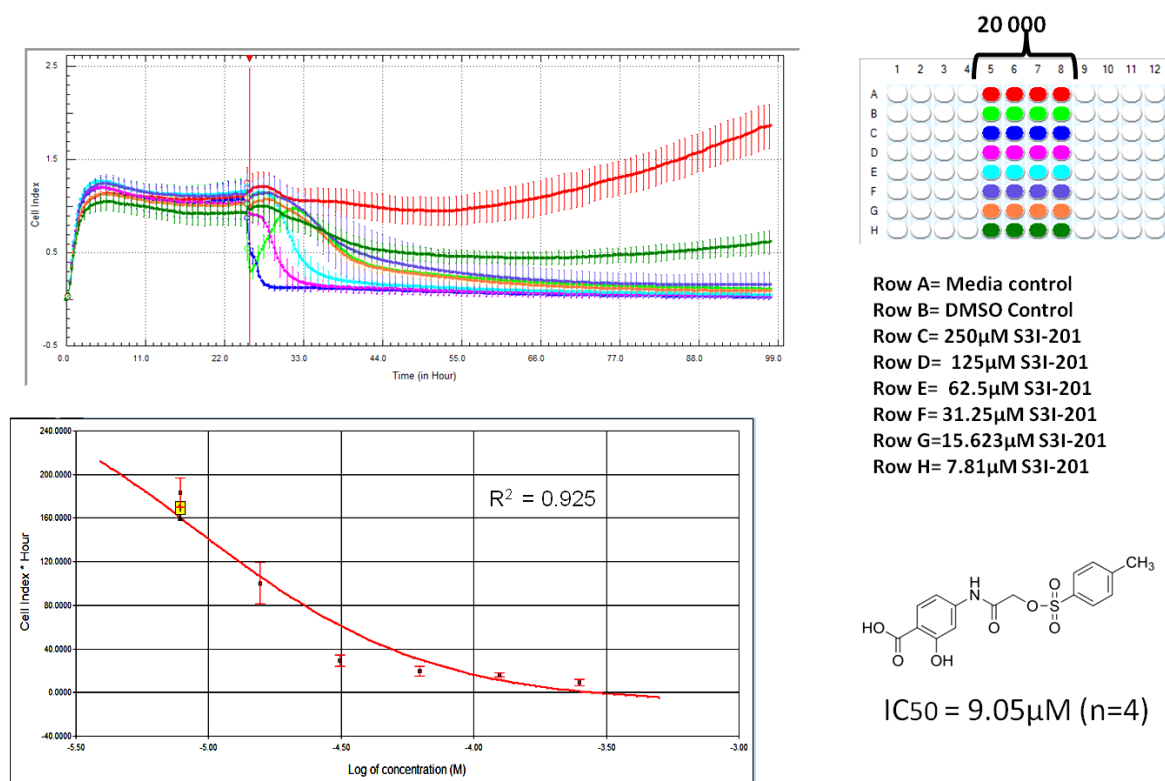 20 000
1 2 3 4 5 6 7 8 9 10 11 12
A
B
C
D
E
F
G
H
2.5
1.5
0.5
-0.5
Cell Index
0.0 11.0 22.0 33.0 44.0 55.0 66.0 77.0 88.0 99.0
Time (in Hour)
Row A= Media control
Row B= DMSO Control
Row C= 250µM S3I-201
Row D=  125µM S3I-201
Row E=  62.5µM S3I-201
Row F= 31.25µM S3I-201
Row G=15.623µM S3I-201
Row H= 7.81µM S3I-201
240.0000
200.0000
160.0000
120.0000
80.0000
40.0000
0.0000
-40.0000
Cell Index * Hour
R² = 0.925
-5.50 -5.00 -4.50 -4.00 -3.50 -3.00
Log of concentration (M)
CH₃
H
N
O
O
S
O
O
HO
O
OH
IC50 = 9.05µM (n=4)